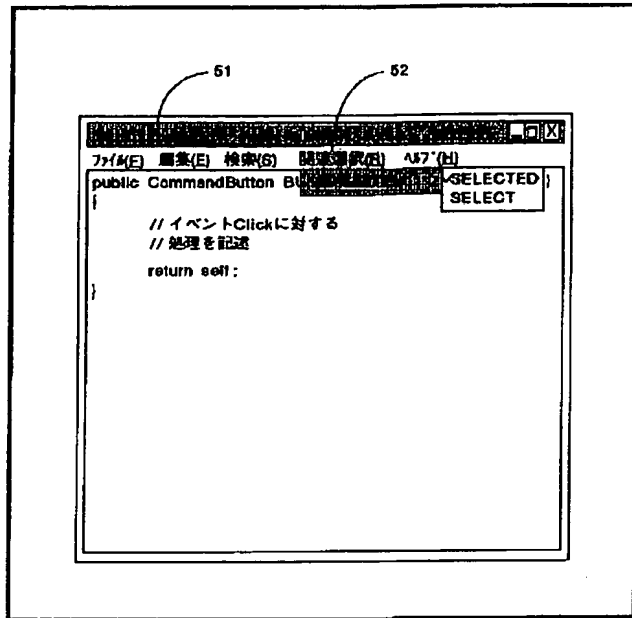 51
52
ファイル(F) 編集(E) 検索(S) 関連選択(R) ヘルプ(H)
public CommandButton }
SELECTED
{
SELECT
// イベントClickに対する
// 処理を記述
return self;
}